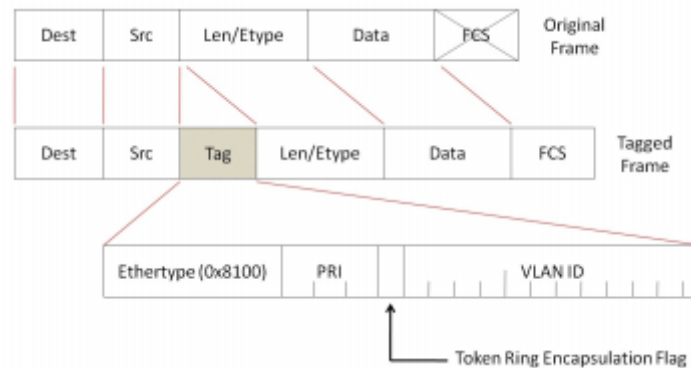 Dest Src Len/Etype Data FCS
Original
Frame
Dest Src Tag Len/Etype Data FCS
Tagged
Frame
Ethertype (0x8100) PRI VLAN ID
Token Ring Encapsulation Flag